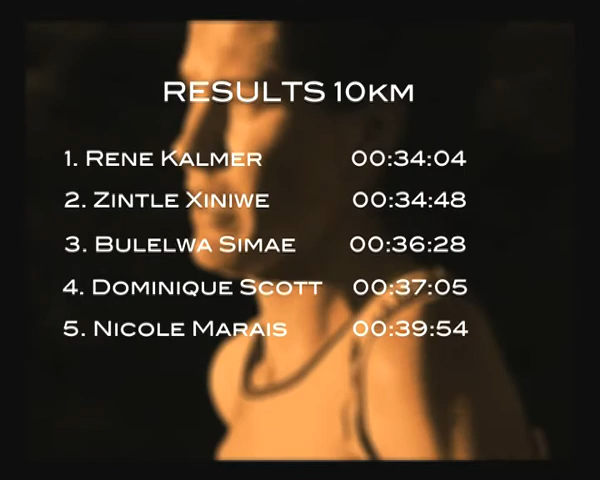 RESULTS 10KM
1. RENE KALMER 00:34:04
2. ZINTLE XINIWE 00:34:48
3. BULELWA SIMAE 00:36:28
4. DOMINIQUE SCOTT 00:37:05
5. NICOLE MARAIS 00:39:54